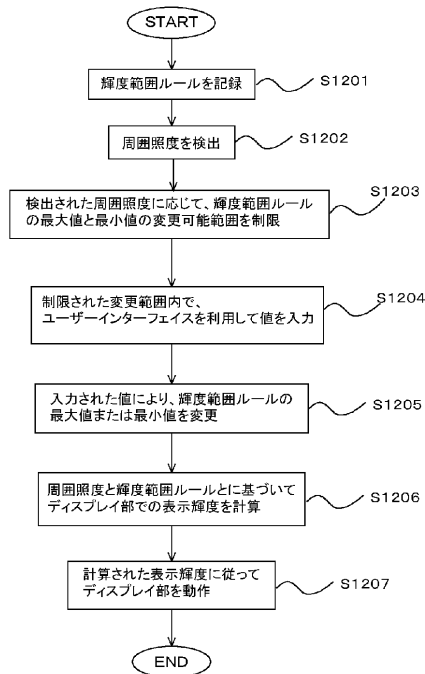 START
輝度範囲ルールを記録
S1201
周囲照度を検出
S1202
検出された周囲照度に応じて、輝度範囲ルール
の最大値と最小値の変更可能範囲を制限
S1203
制限された変更範囲内で、
ユーザーインターフェイスを利用して値を入力
S1204
入力された値により、輝度範囲ルールの
最大値または最小値を変更
S1205
周囲照度と輝度範囲ルールとに基づいて
ディスプレイ部での表示輝度を計算
S1206
計算された表示輝度に従って
ディスプレイ部を動作
S1207
END